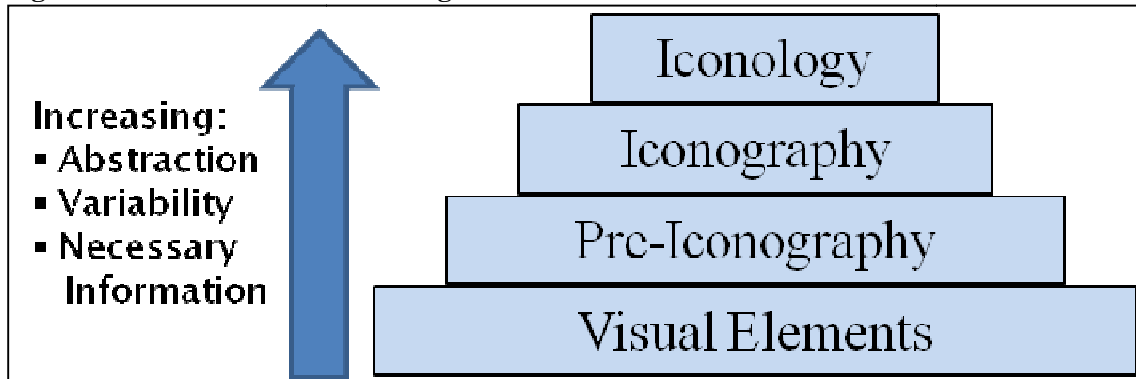 Increasing:
▪ Abstraction
▪ Variability
▪ Necessary
Information
Iconology
Iconography
Pre-Iconography
Visual Elements